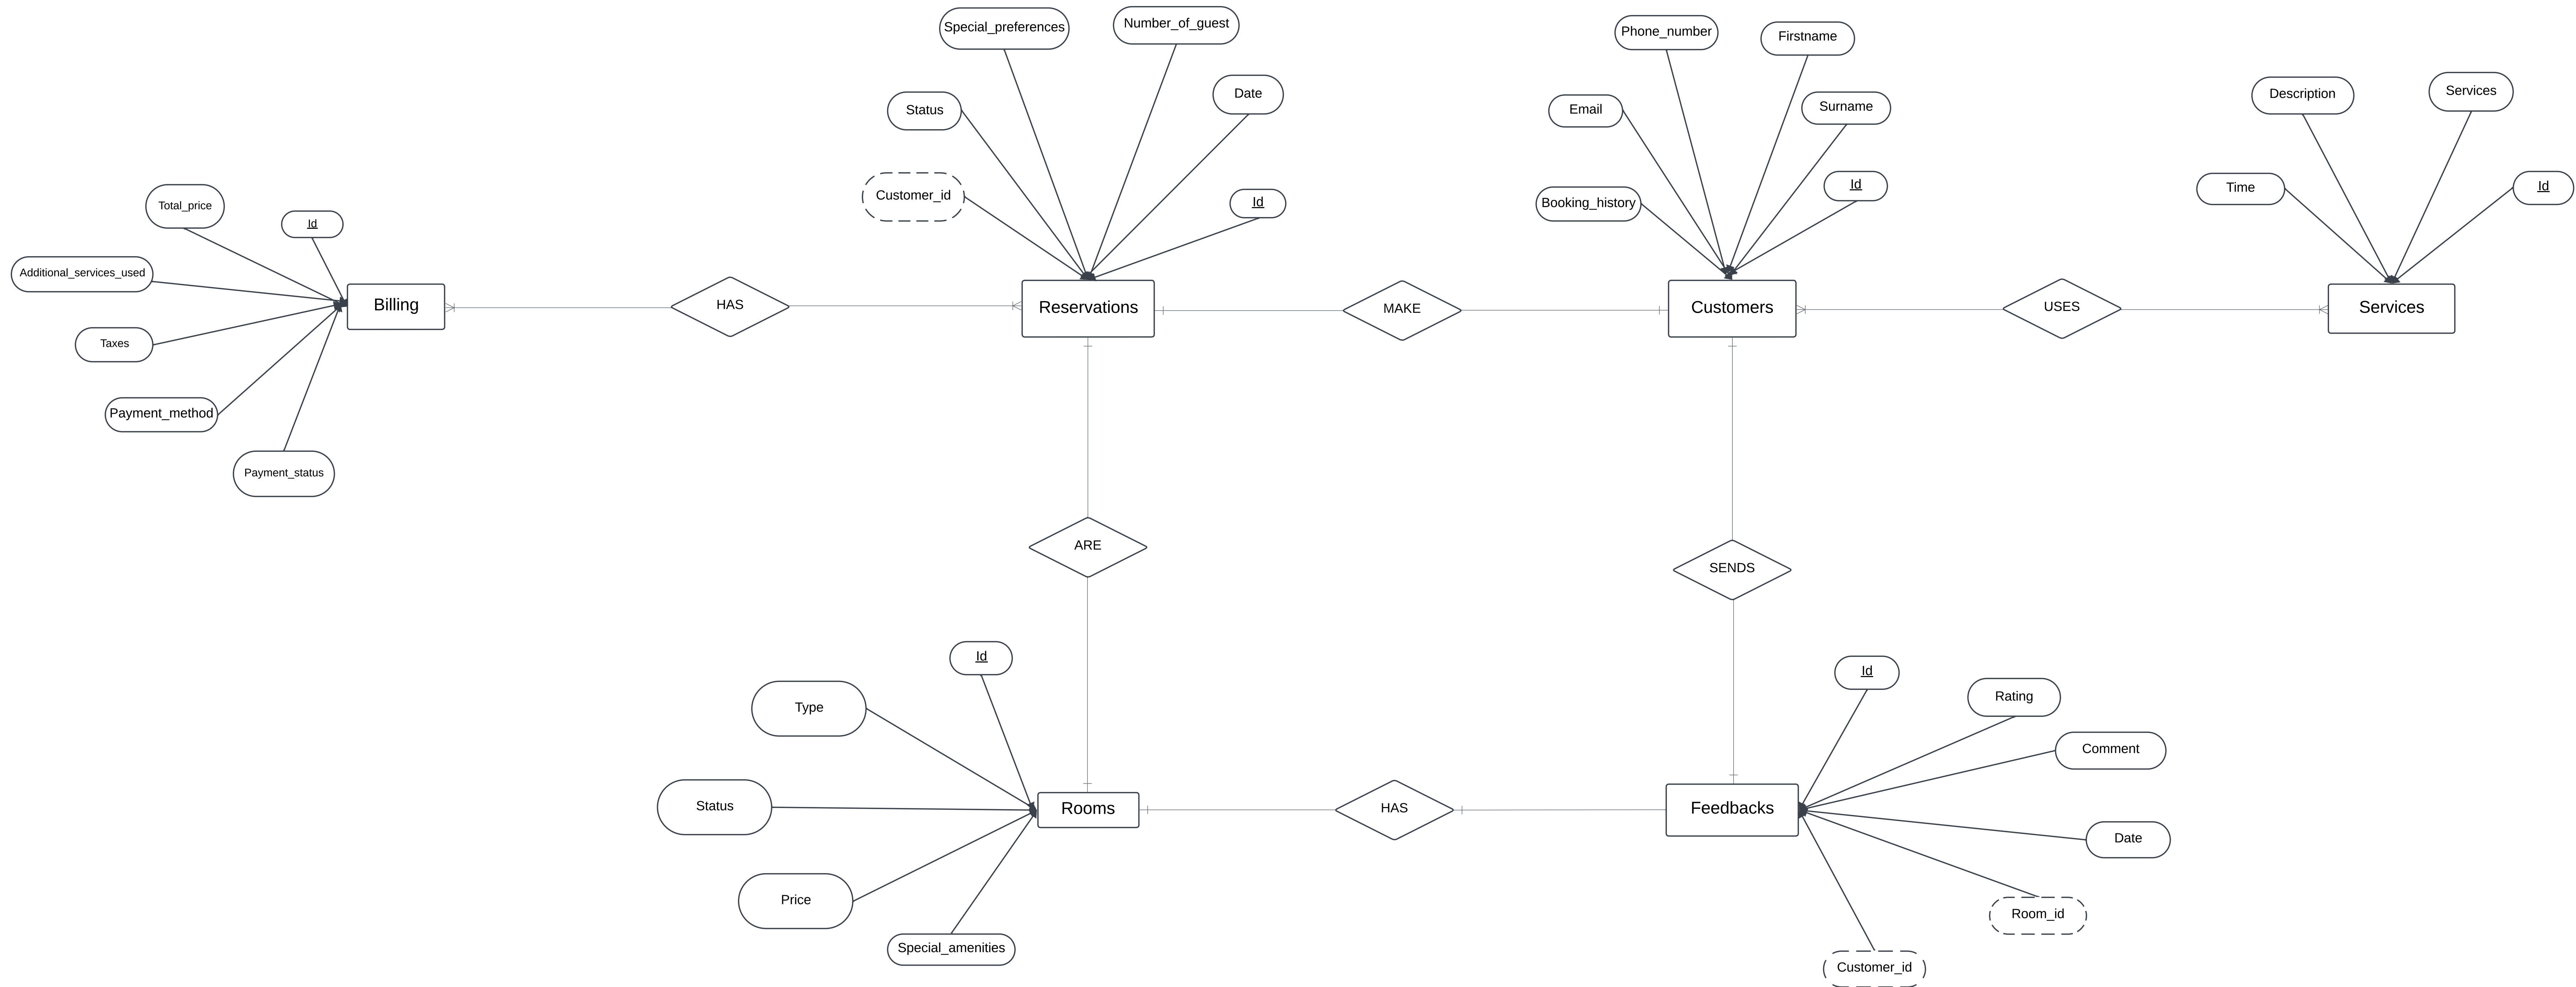 Special_preferences
Number_of_guest
Phone_number
Firstname
Status
Date
Email
Surname
Description
Services
Customer_id
Id
Booking_history
Id
Time
Id
Total_price
Id
Additional_services_used
Taxes
Payment_method
Payment_status
Billing
HAS
Reservations
MAKE
Customers
USES
Services
ARE
SENDS
Id
Type
Status
Price
Special_amenities
Rooms
HAS
Feedbacks
Id
Rating
Comment
Date
Room_id
Customer_id